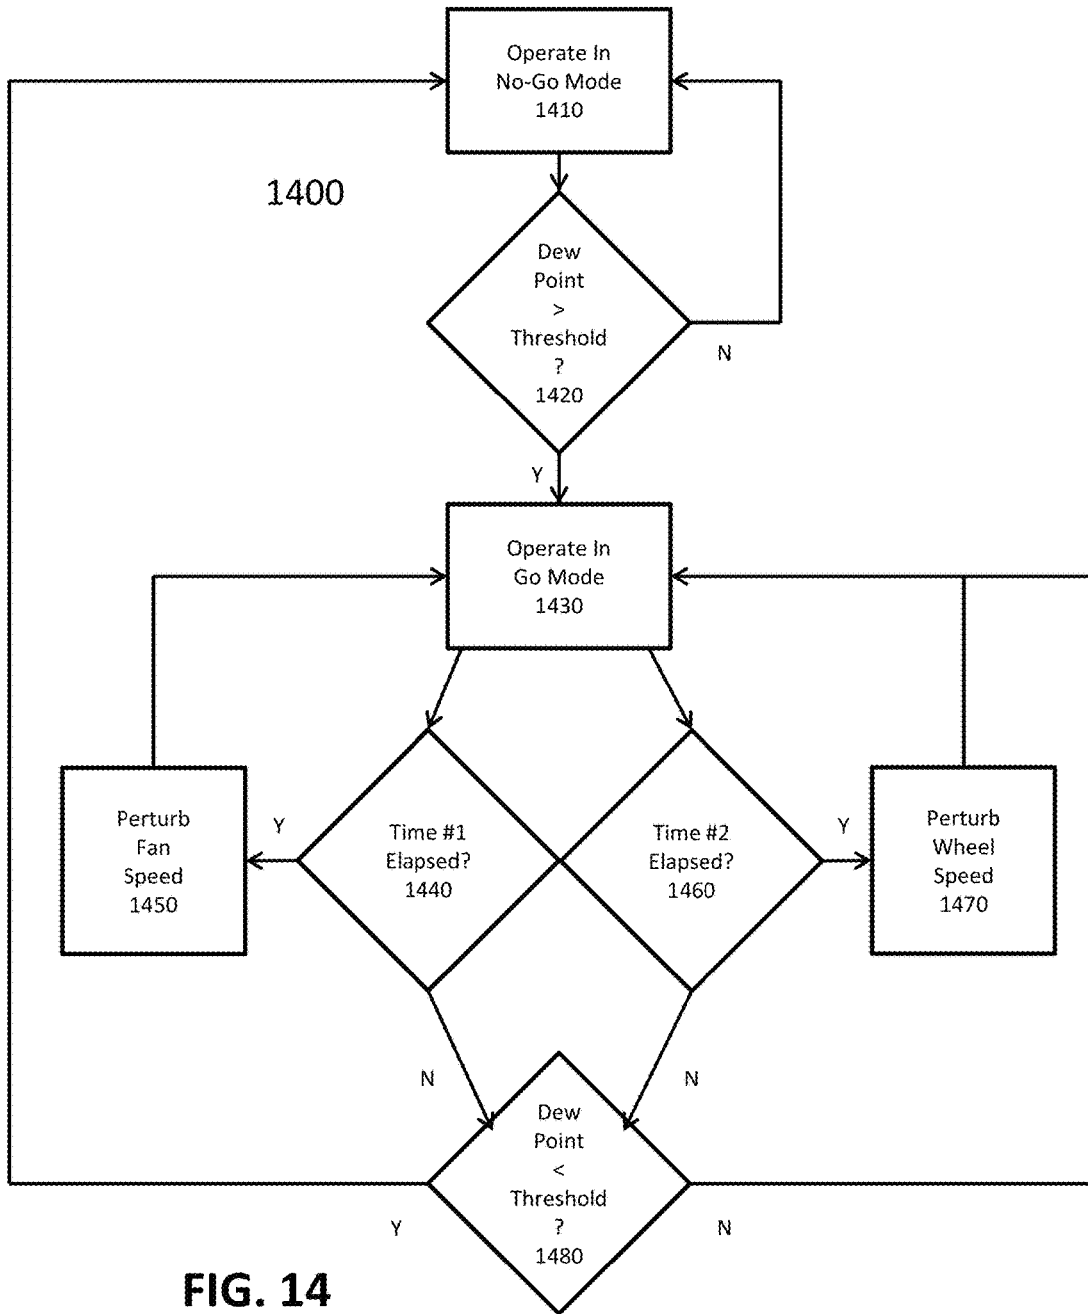 Operate In
No-Go Mode
1410
1400
Dew
Point
>
Threshold
?
1420
N
Y
Operate In
Go Mode
1430
Perturb
Fan
Speed
1450
Y
Time #1
Elapsed?
1440
Time #2
Elapsed?
1460
Y
Perturb
Wheel
Speed
1470
N
N
Dew
Point
<
Threshold
?
1480
Y
N
FIG. 14